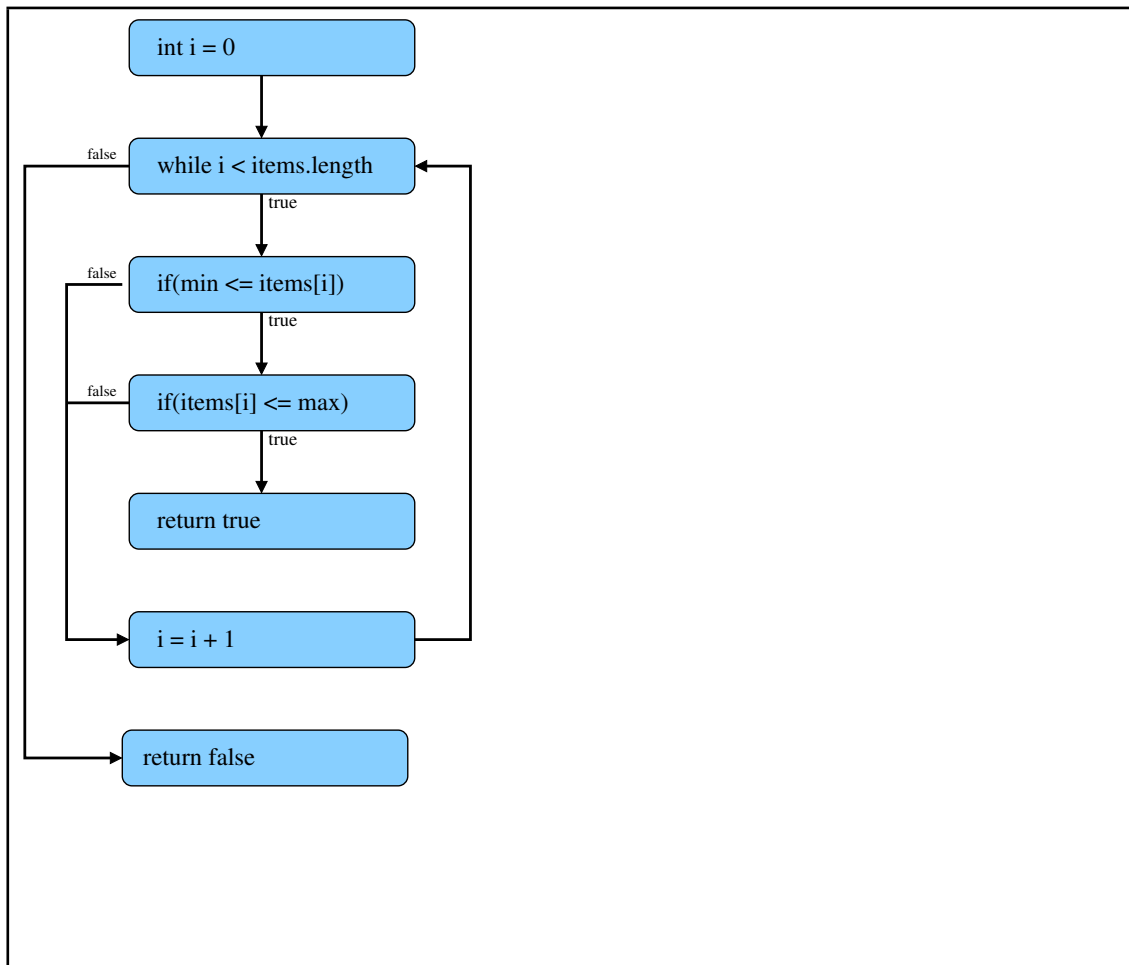 int i = 0
false
while i < items.length
true
false
if(min <= items[i])
true
false
if(items[i] <= max)
true
return true
i = i + 1
return false